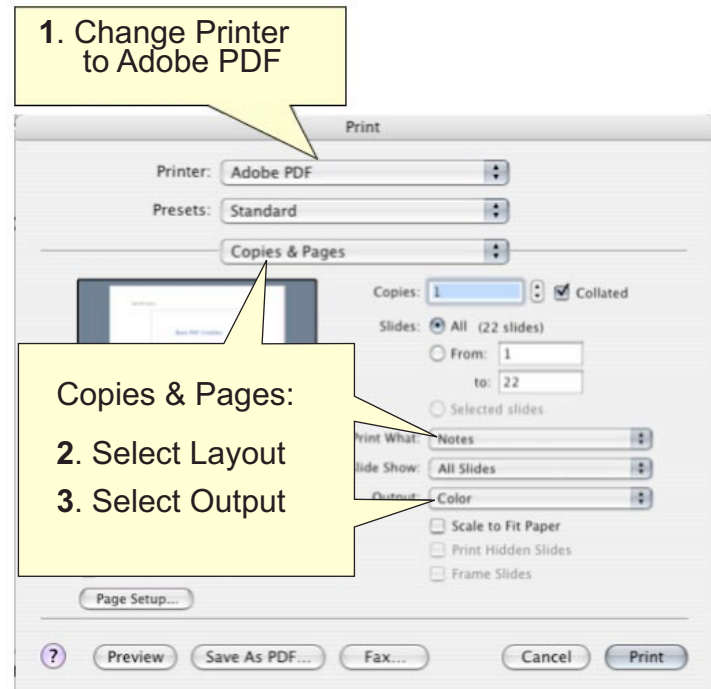 1. Change Printer
to Adobe PDF
Print
Printer: Adobe PDF
Presets: Standard
Copies & Pages
Copies: 1 Collated
Slides: All (22 slides)
From: 1
to: 22
Selected slides
Copies & Pages:
2. Select Layout
3. Select Output
Print What: Notes
lide Show: All Slides
Output: Color
Scale to Fit Paper
Print Hidden Slides
Frame Slides
Page Setup...
? Preview Save As PDF... Fax... Cancel Print